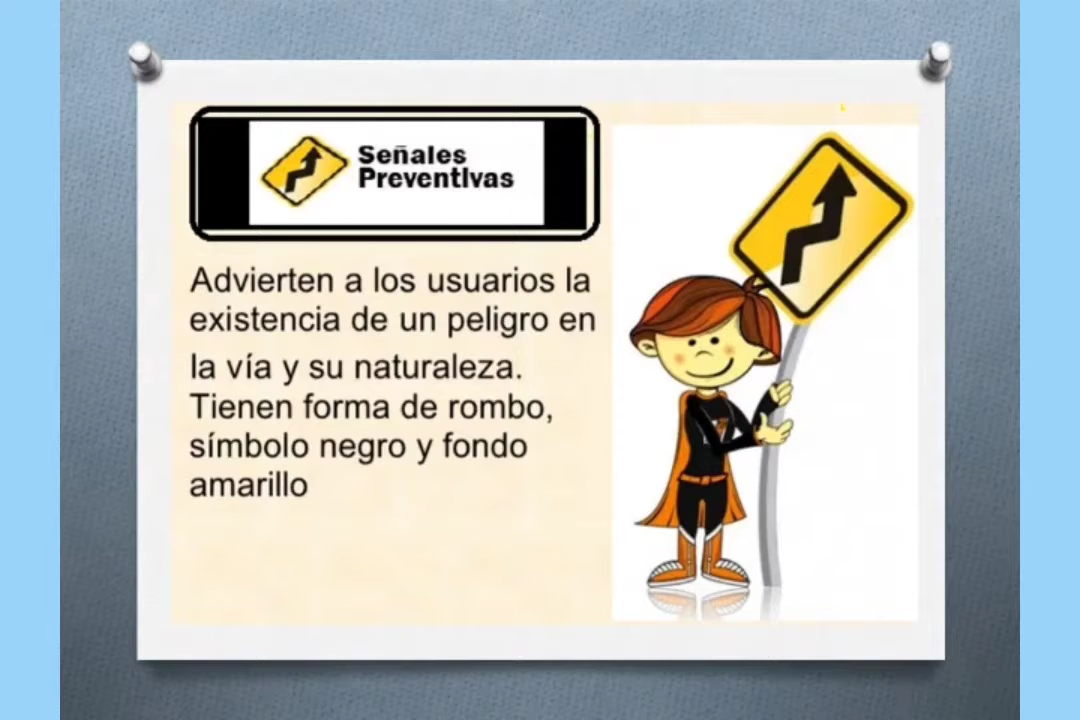 Señales
Preventivas
Advierten a los usuarios la
existencia de un peligro en
la vía y su naturaleza.
Tienen forma de rombo,
símbolo negro y fondo
amarillo